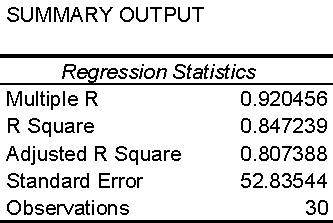 SUMMARY OUTPUT
Regression Statistics
Multiple R 0.920456
R Square 0.847239
Adjusted R Square 0.807388
Standard Error 52.83544
Observations 30